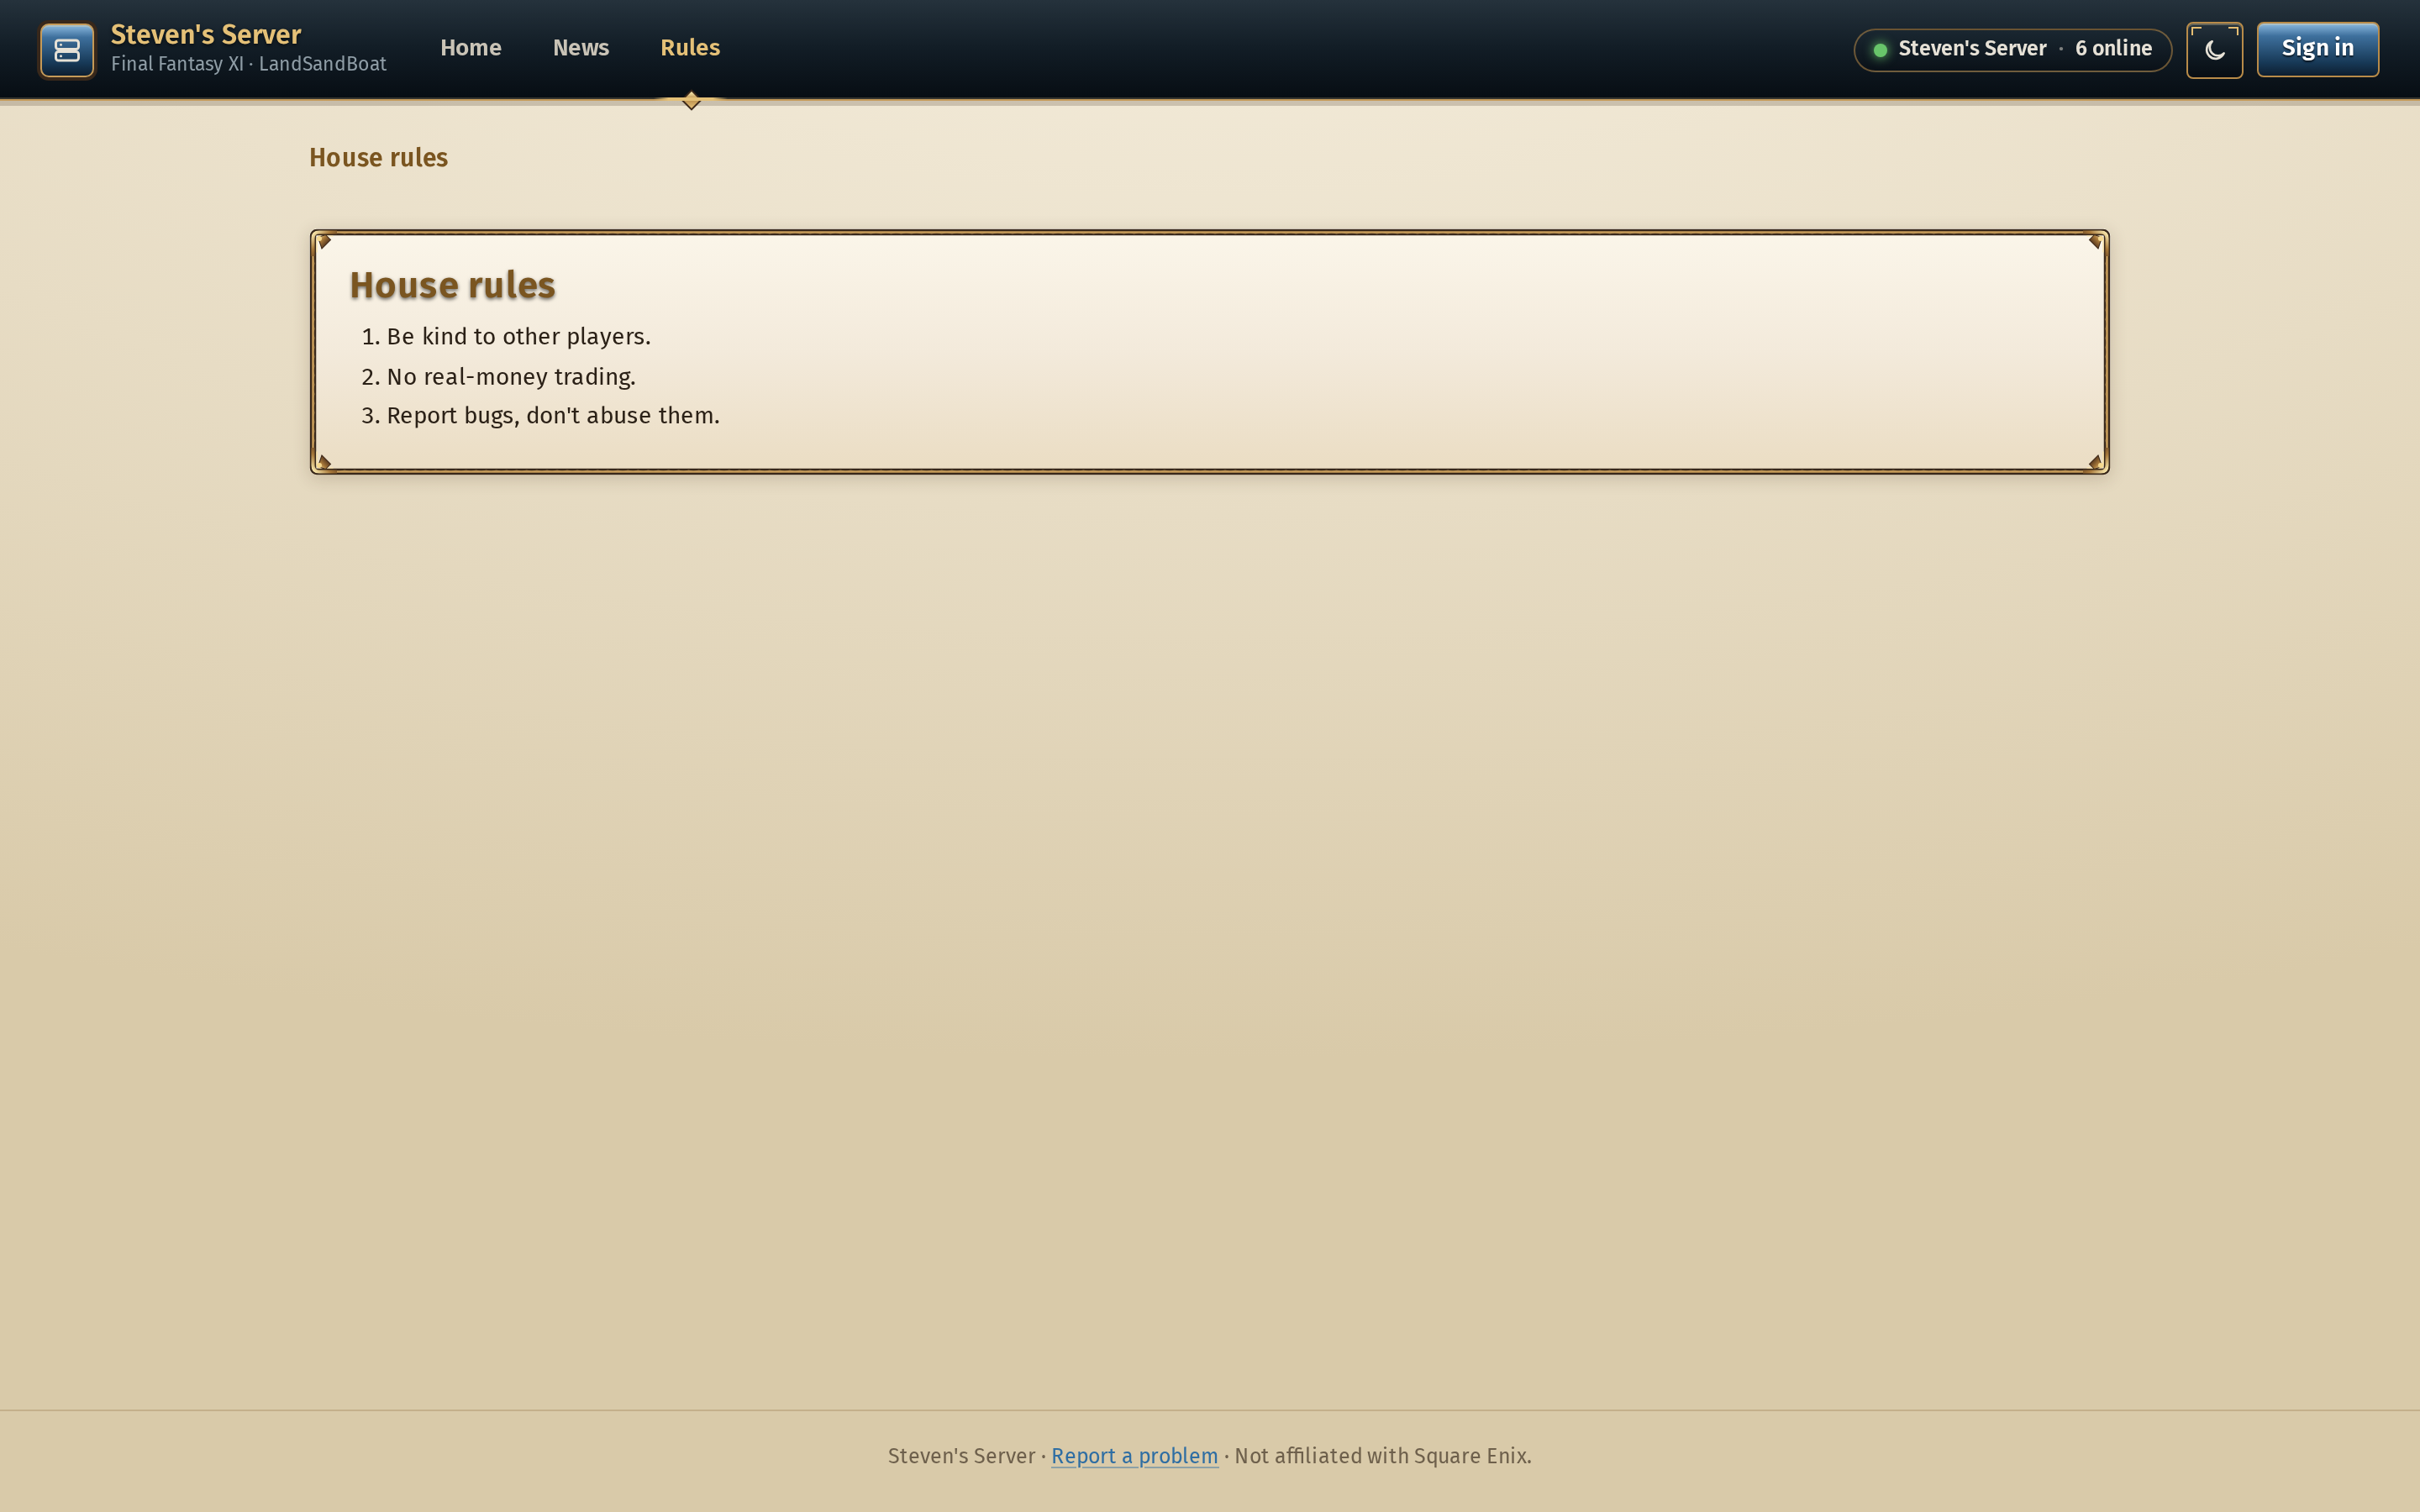 Steven's Server
Final Fantasy XI · LandSandBoat
Home
News
Rules
Steven's Server · 6 online
Sign in
House rules
House rules
1. Be kind to other players.
2. No real-money trading.
3. Report bugs, don't abuse them.
Steven's Server · Report a problem · Not affiliated with Square Enix.